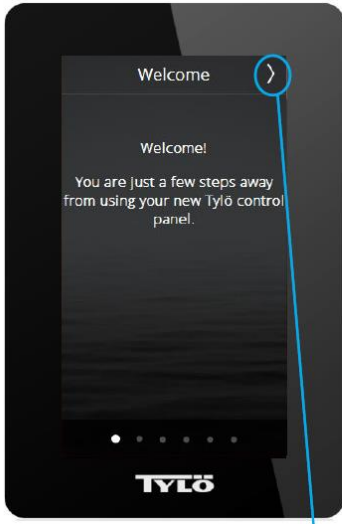 Welcome
Welcome!
You are just a few steps away
from using your new Tylö control
panel.
TYLÖ